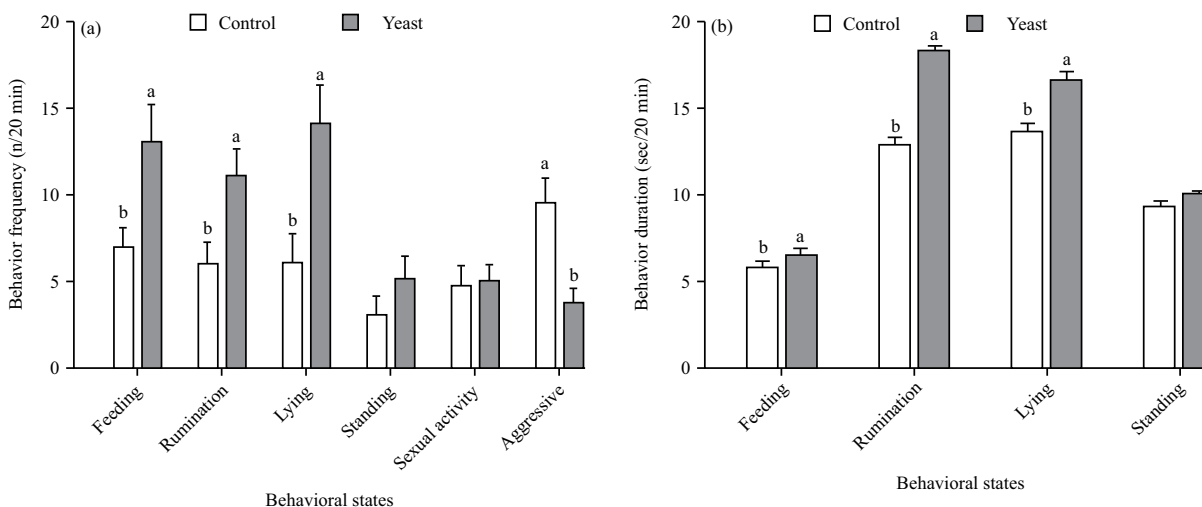 (a)
Control
Yeast
Behavior frequency (n/20 min)
20
15
10
5
0
b
a
b
a
b
a
a
b
Feeding
Rumination
Lying
Standing
Sexual activity
Aggressive
Behavioral states
(b)
Control
Yeast
Behavior duration (sec/20 min)
20
15
10
5
0
b
a
b
a
b
a
Feeding
Rumination
Lying
Standing
Behavioral states